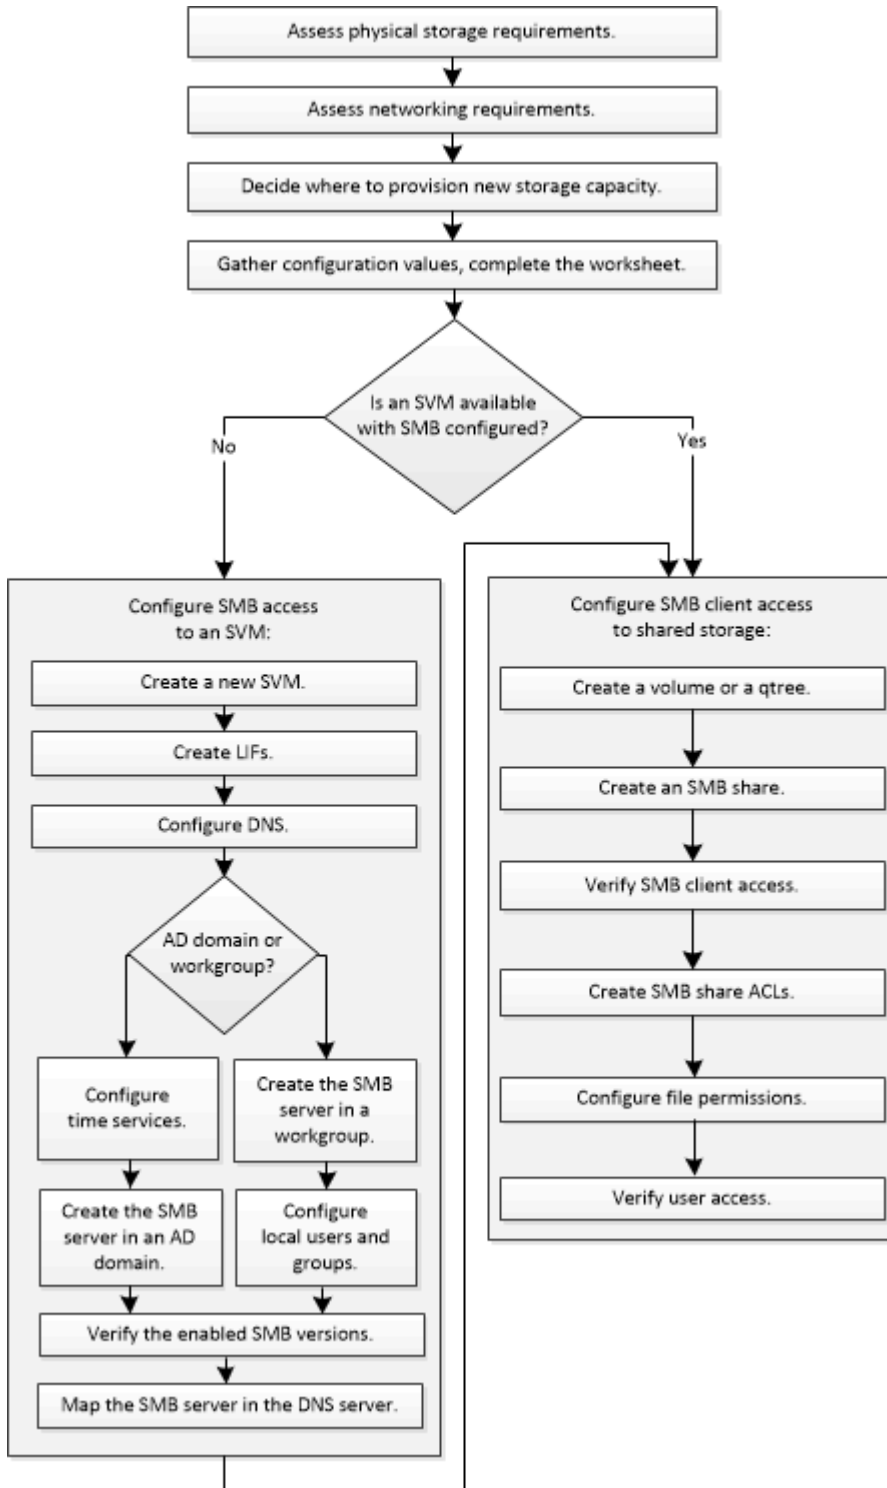 Assess physical storage requirements.
Assess networking requirements.
Decide where to provision new storage capacity.
Gather configuration values, complete the worksheet.
Is an SVM available
with SMB configured?
No
Yes
Configure SMB access
to an SVM:
Create a new SVM.
Create LIFs.
Configure DNS.
AD domain or
workgroup?
Configure
time services.
Create the SMB
server in a
workgroup.
Create the SMB
server in an AD
domain.
Configure
local users and
groups.
Verify the enabled SMB versions.
Map the SMB server in the DNS server.
Configure SMB client access
to shared storage:
Create a volume or a qtree.
Create an SMB share.
Verify SMB client access.
Create SMB share ACLs.
Configure file permissions.
Verify user access.